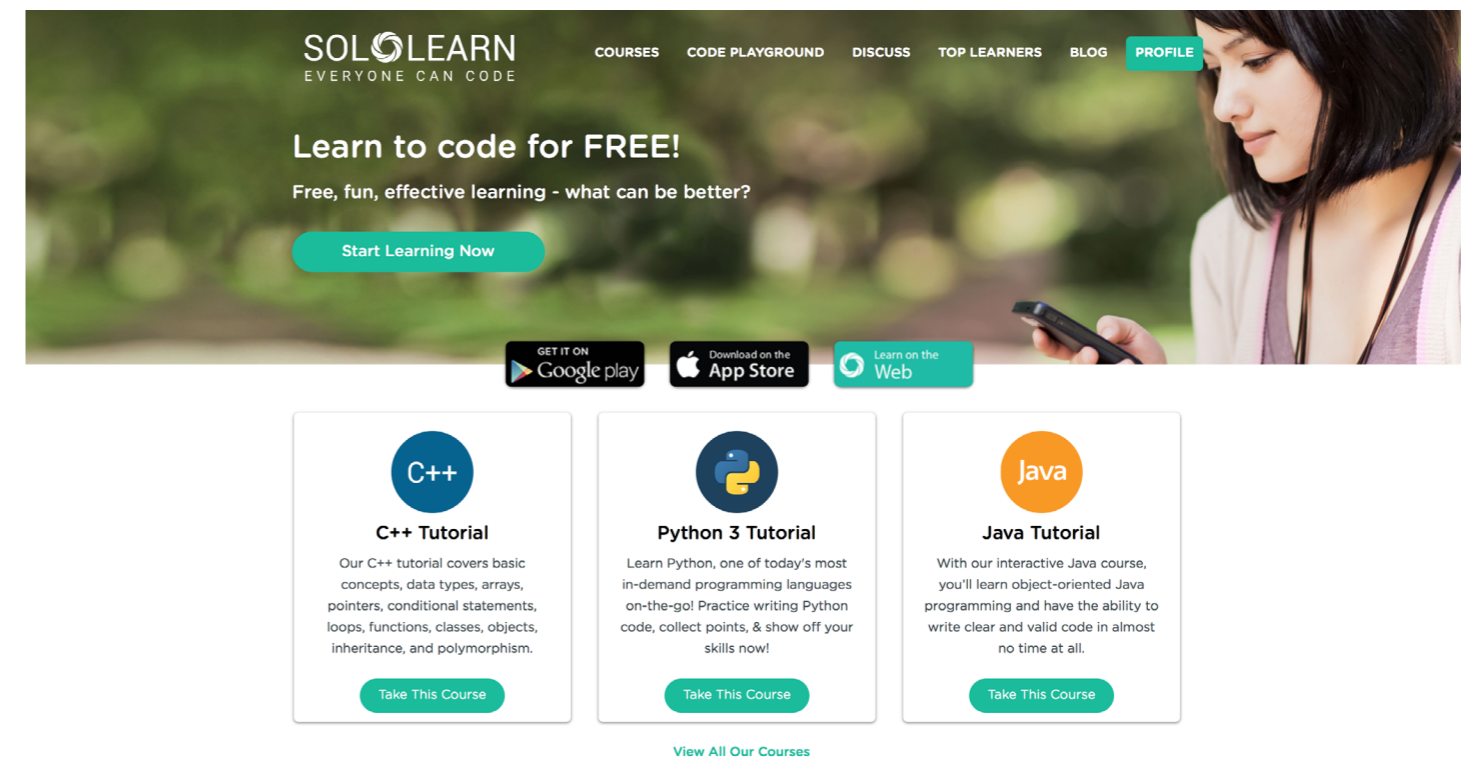 SOLOLEARN
EVERYONE CAN CODE
COURSES CODE PLAYGROUND DISCUSS TOP LEARNERS BLOG PROFILE
Learn to code for FREE!
Free, fun, effective learning - what can be better?
Start Learning Now
GET IT ON
Google play
Download on the
App Store
Learn on the
Web
C++
C++ Tutorial
Our C++ tutorial covers basic
concepts, data types, arrays,
pointers, conditional statements,
loops, functions, classes, objects,
inheritance, and polymorphism.
Take This Course
Python 3 Tutorial
Learn Python, one of today's most
in-demand programming languages
on-the-go! Practice writing Python
code, collect points, & show off your
skills now!
Take This Course
Java
Java Tutorial
With our interactive Java course,
you'll learn object-oriented Java
programming and have the ability to
write clear and valid code in almost
no time at all.
Take This Course
View All Our Courses